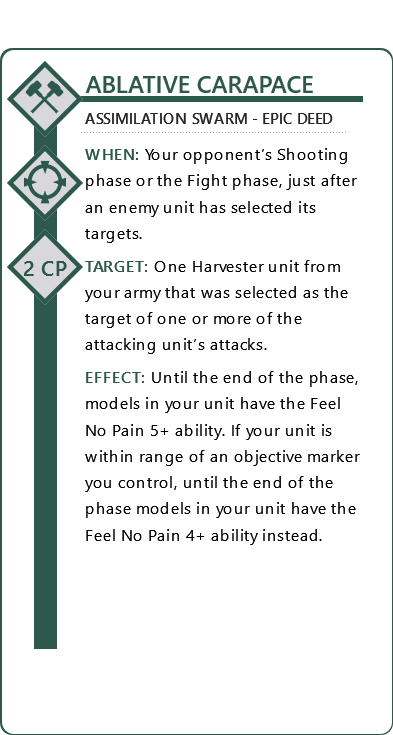 ABLATIVE CARAPACE
ASSIMILATION SWARM - EPIC DEED
WHEN: Your opponent's Shooting
phase or the Fight phase, just after
an enemy unit has selected its
targets.
2 CP
TARGET: One Harvester unit from
your army that was selected as the
target of one or more of the
attacking unit's attacks.
EFFECT: Until the end of the phase,
models in your unit have the Feel
No Pain 5+ ability. If your unit is
within range of an objective marker
you control, until the end of the
phase models in your unit have the
Feel No Pain 4+ ability instead.